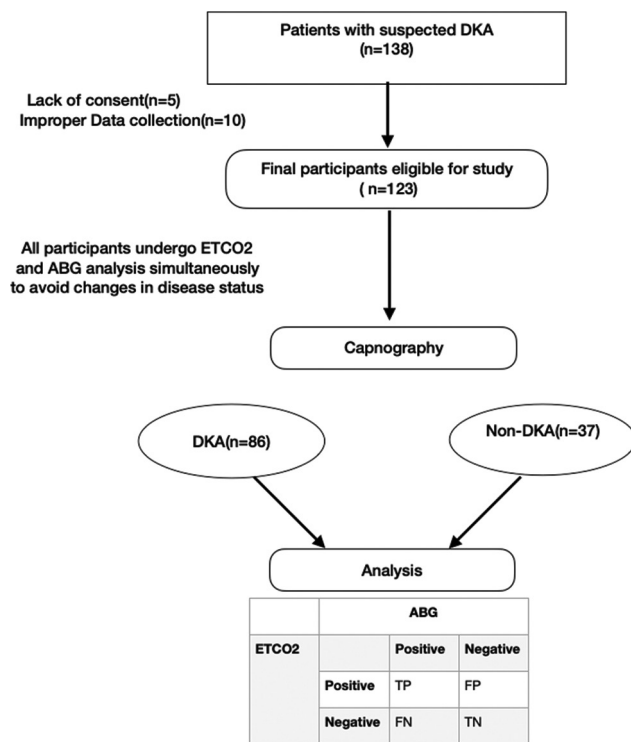 Patients with suspected DKA
(n=138)
Lack of consent(n=5)
Improper Data collection(n=10)
Final participants eligible for study
( n=123)
All participants undergo ETCO2
and ABG analysis simultaneously
to avoid changes in disease status
Capnography
DKA(n=86)
Non-DKA(n=37)
Analysis
ABG
ETCO2 Positive Negative
Positive TP FP
Negative FN TN